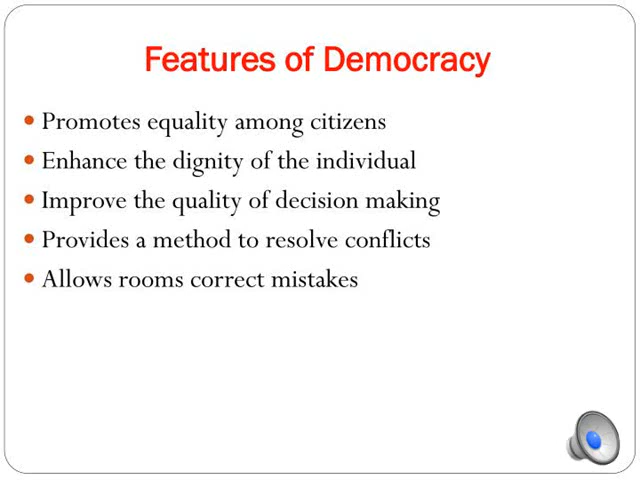 Features of Democracy
Promotes equality among citizens
Enhance the dignity of the individual
Improve the quality of decision making
Provides a method to resolve conflicts
Allows rooms correct mistakes